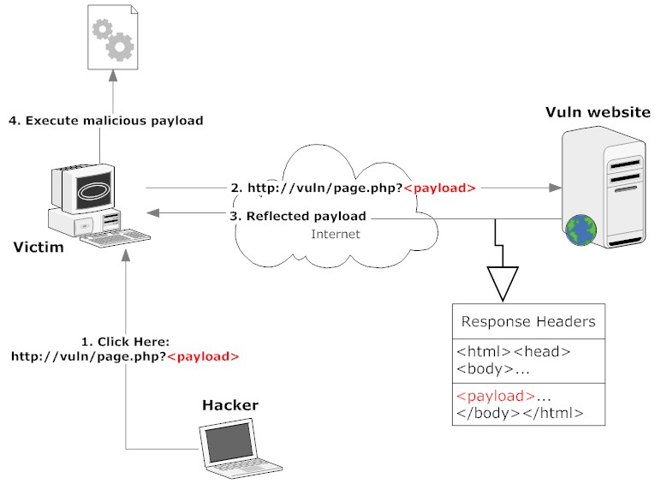 4. Execute malicious payload
Vuln website
2. http://vuln/page.php?<payload>
3. Reflected payload
Internet
Victim
Response Headers
<html><head>
<body>...
<payload>...
</body></html>
1. Click Here:
http://vuln/page.php?<payload>
Hacker